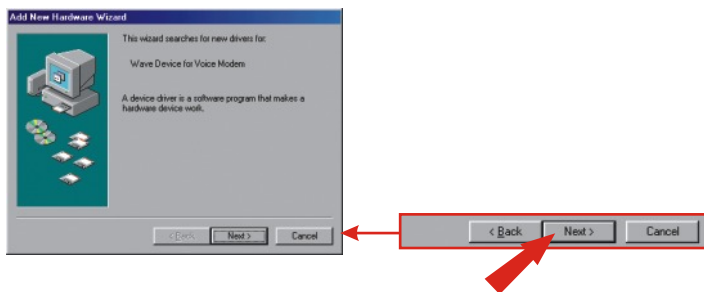 Add New Hardware Wizard
This wizard searches for new drivers for:
Wave Device for Voice Modem
A device driver is a software program that makes a
hardware device work.
< Back Next > Cancel
< Back Next > Cancel